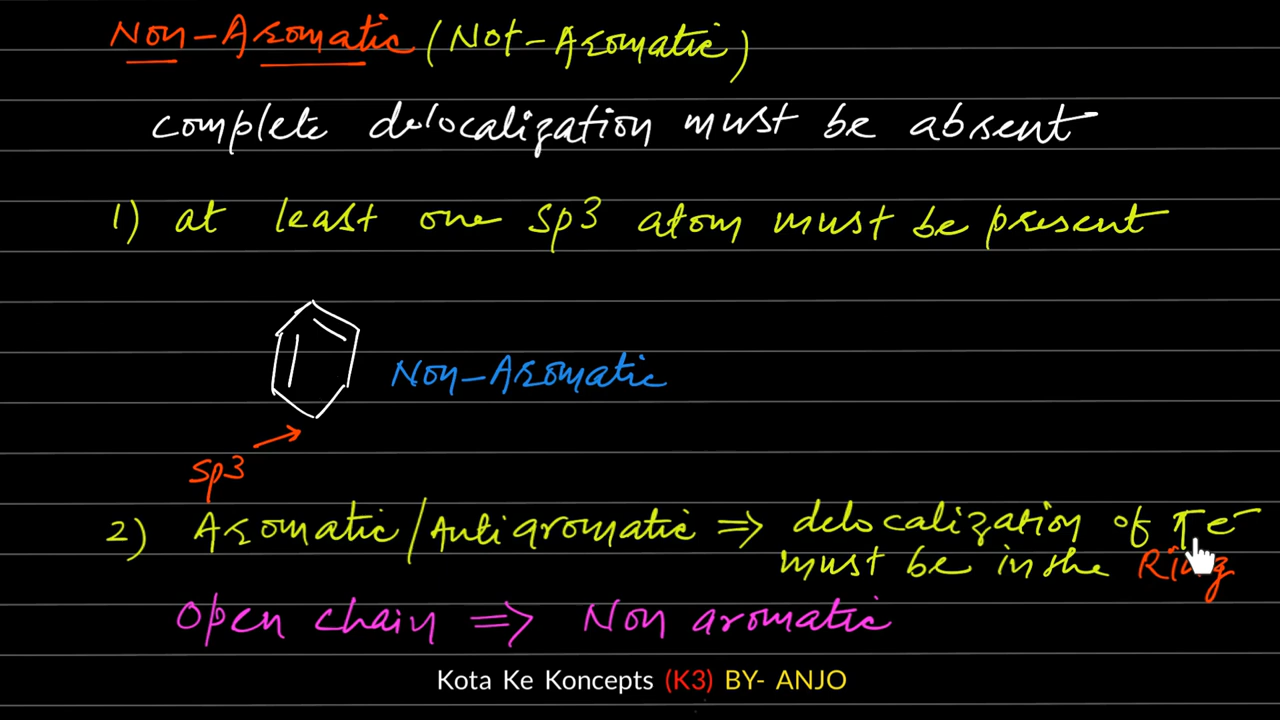 Non-Aromatic (Not-Aromatic)
complete delocalization must be absent
1) at least one sp3 atom must be present
Non-Aromatic
sp3
2) Aromatic/Antiaromatic ⇒ delocalization of πe⁻
must be in the Ring
Open chain ⇒ Non aromatic
Kota Ke Koncepts (K3) BY- ANJO